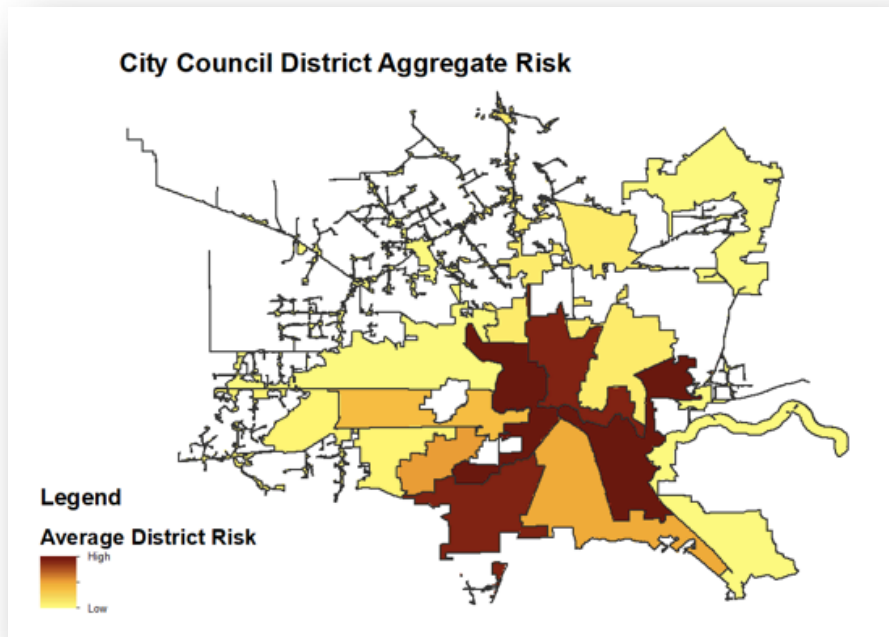 City Council District Aggregate Risk
Legend
Average District Risk
High
Low